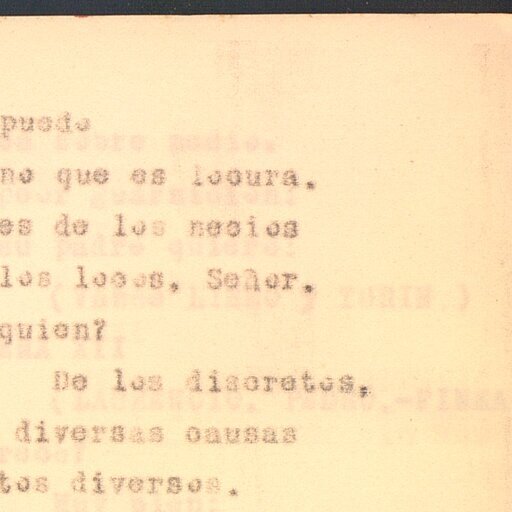 puedo
no que es locura.
es de los necios
los locos. Señor.
quien?
De los discretos,
diversas causas
tos diversos.